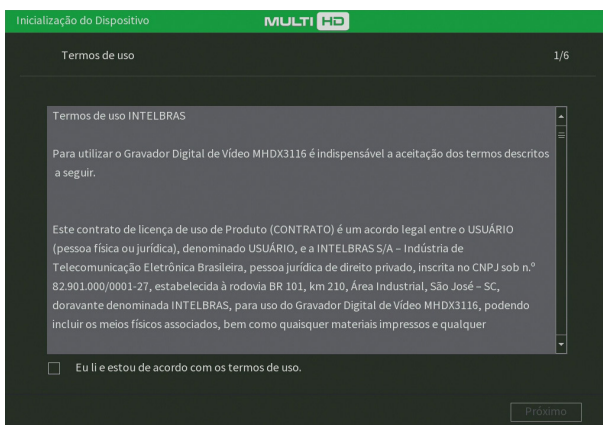 Inicialização do Dispositivo
MULTI HD
Termos de uso
1/6
Termos de uso INTELBRAS
Para utilizar o Gravador Digital de Vídeo MHDX3116 é indispensável a aceitação dos termos descritos
a seguir.
Este contrato de licença de uso de Produto (CONTRATO) é um acordo legal entre o USUÁRIO
(pessoa física ou jurídica), denominado USUÁRIO, e a INTELBRAS S/A – Indústria de
Telecomunicação Eletrônica Brasileira, pessoa jurídica de direito privado, inscrita no CNPJ sob n.º
82.901.000/0001-27, estabelecida à rodovia BR 101, km 210, Área Industrial, São José – SC,
doravante denominada INTELBRAS, para uso do Gravador Digital de Vídeo MHDX3116, podendo
incluir os meios físicos associados, bem como quaisquer materiais impressos e qualquer
Eu li e estou de acordo com os termos de uso.
Próximo